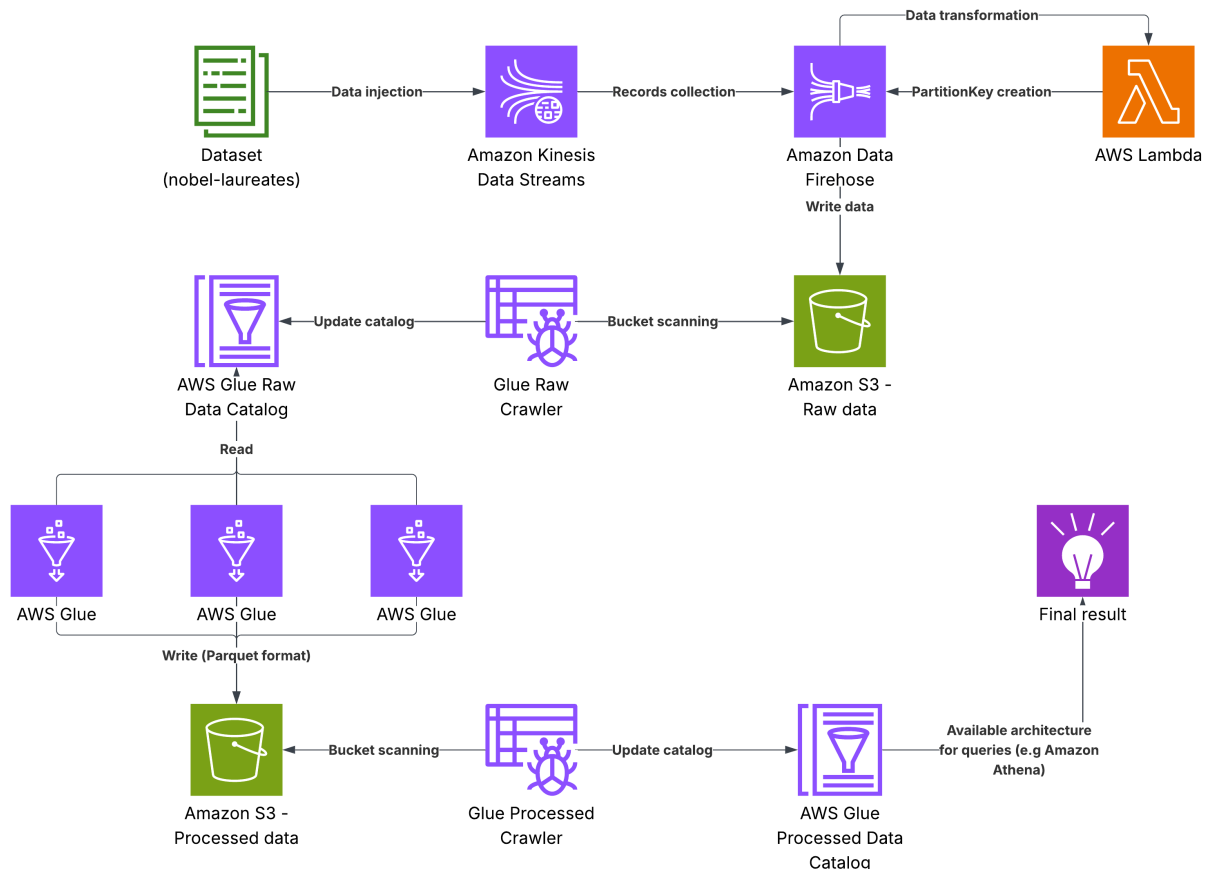 Data transformation
Data injection
Records collection
PartitionKey creation
Dataset
(nobel-laureates)
Amazon Kinesis
Data Streams
Amazon Data
Firehose
AWS Lambda
Write data
Update catalog
Bucket scanning
AWS Glue Raw
Data Catalog
Glue Raw
Crawler
Amazon S3 -
Raw data
Read
AWS Glue
AWS Glue
AWS Glue
Final result
Write (Parquet format)
Bucket scanning
Update catalog
Available architecture
for queries (e.g Amazon
Athena)
Amazon S3 -
Processed data
Glue Processed
Crawler
AWS Glue
Processed Data
Catalog